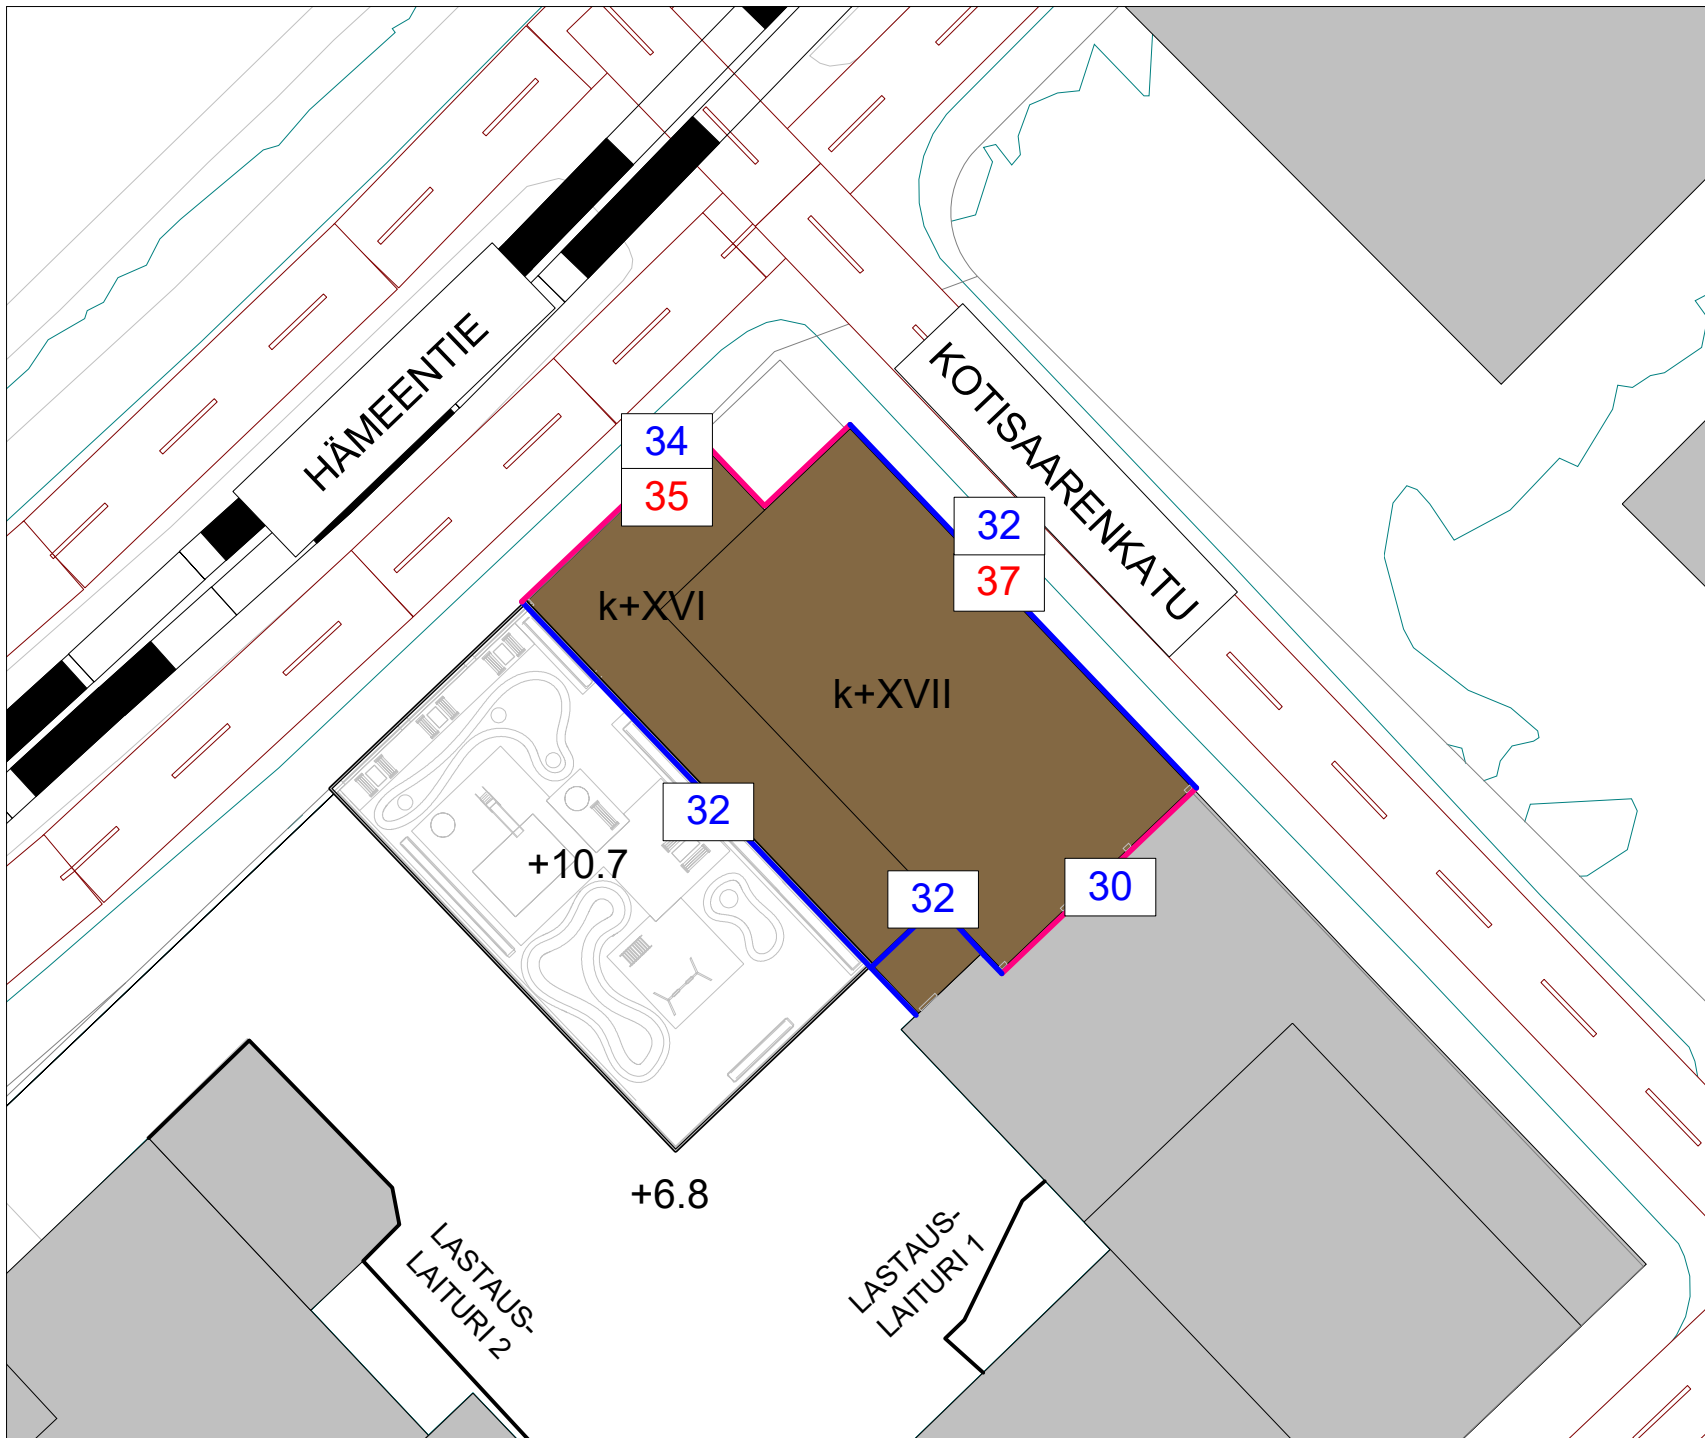 HÄMEENTIE
KOTISAARENKATU
34
35
32
37
k+XVI
k+XVII
32
+10.7
32
30
+6.8
LASTAUS-
LAITURI 2
LASTAUS-
LAITURI 1